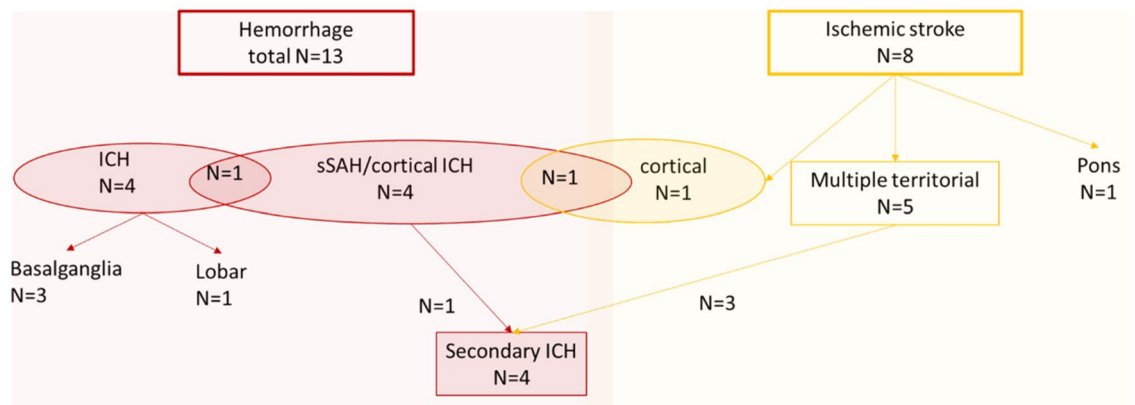 Hemorrhage
total N=13
Ischemic stroke
N=8
ICH
N=4
N=1
sSAH/cortical ICH
N=4
N=1
cortical
N=1
Multiple territorial
N=5
Pons
N=1
Basalganglia
N=3
Lobar
N=1
N=1
N=3
Secondary ICH
N=4